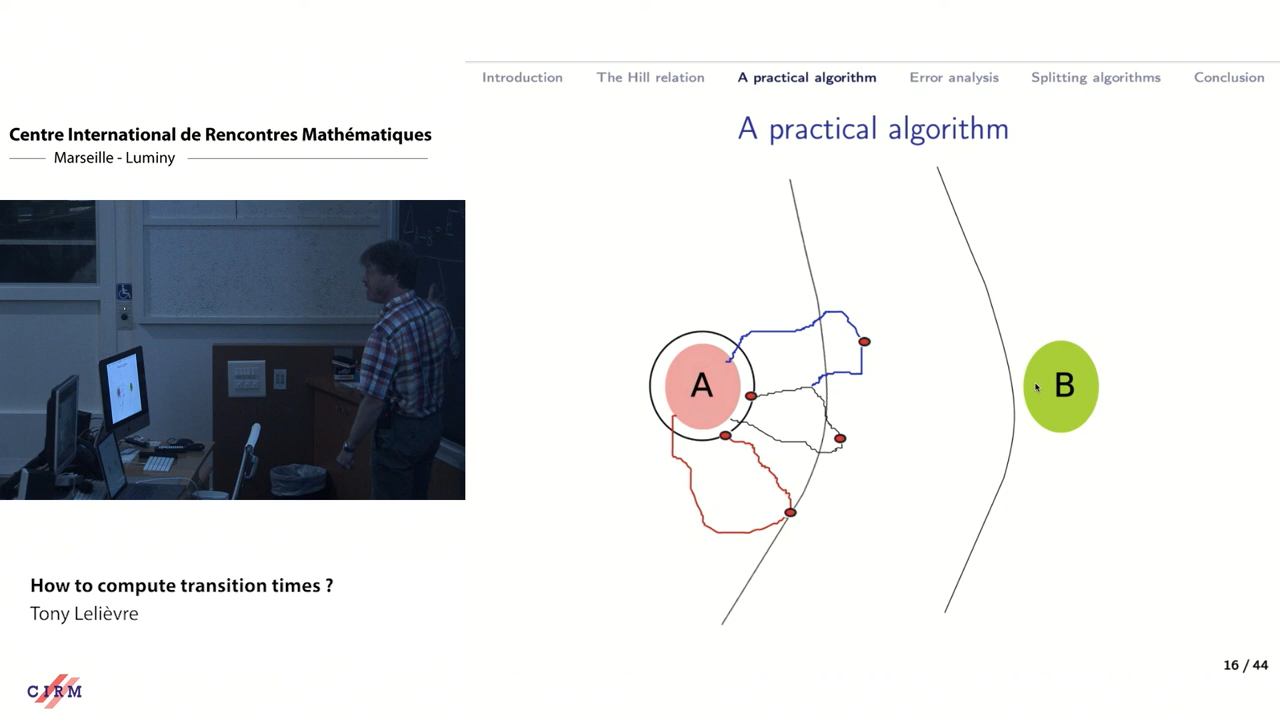 Introduction The Hill relation A practical algorithm Error analysis Splitting algorithms Conclusion
A practical algorithm
Centre International de Rencontres Mathématiques
Marseille - Luminy
A
B
How to compute transition times ?
Tony Lelièvre
16 / 44
CIRM